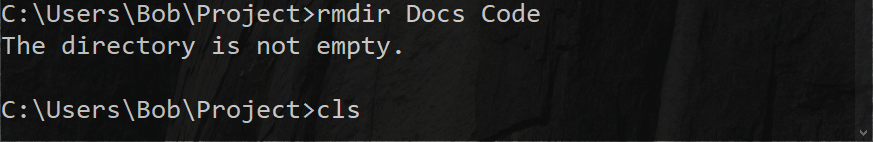 C:\Users\Bob\Project>rmdir Docs Code
The directory is not empty.
C:\Users\Bob\Project>cls